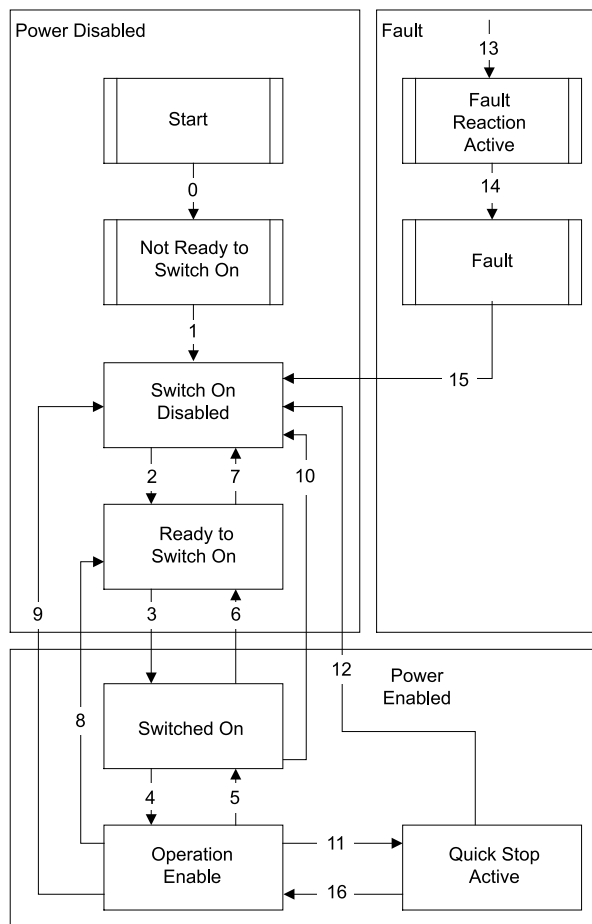 Power Disabled
Fault
13
Start
Fault
Reaction
Active
0
14
Not Ready to
Switch On
Fault
1
Switch On
Disabled
15
2
7
10
Ready to
Switch On
9
3
6
12
Power
Enabled
8
Switched On
4
5
Operation
Enable
11
16
Quick Stop
Active